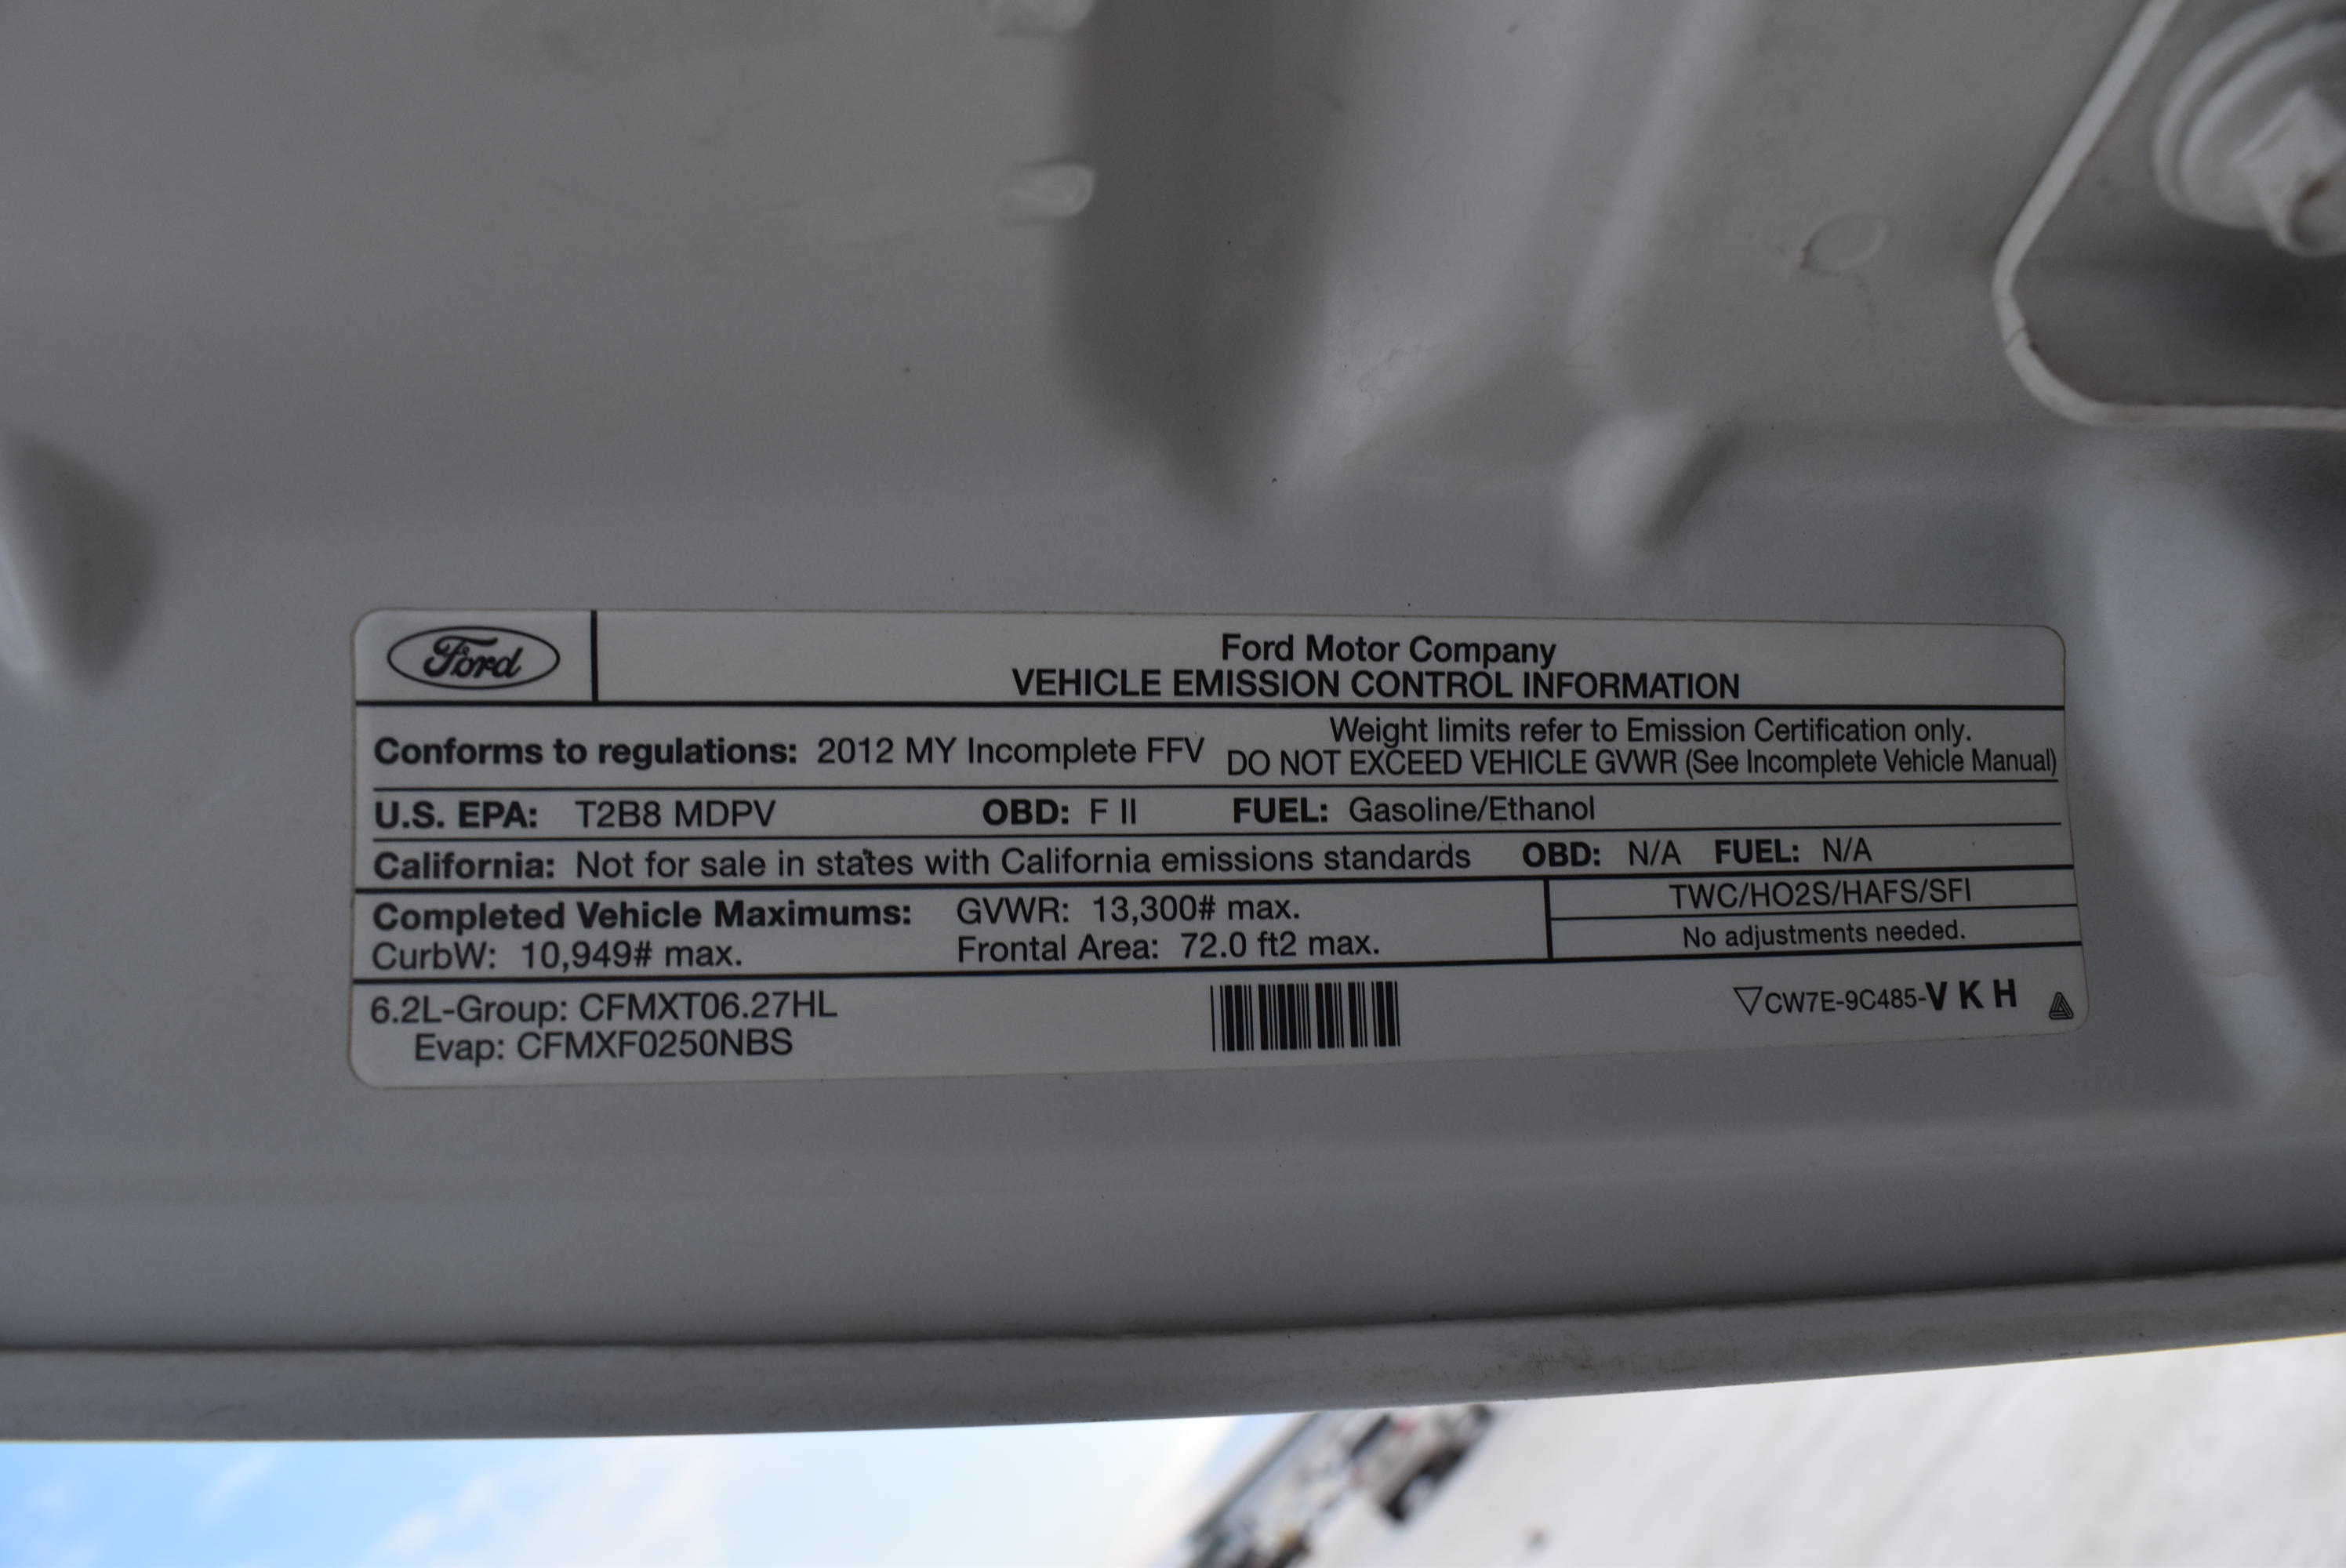 Ford
Ford Motor Company
VEHICLE EMISSION CONTROL INFORMATION
Conforms to regulations: 2012 MY Incomplete FFV
Weight limits refer to Emission Certification only.
DO NOT EXCEED VEHICLE GVWR (See Incomplete Vehicle Manual)
U.S. EPA: T2B8 MDPV OBD: F II FUEL: Gasoline/Ethanol
California: Not for sale in states with California emissions standards OBD: N/A FUEL: N/A
Completed Vehicle Maximums: GVWR: 13,300# max.
CurbW: 10,949# max. Frontal Area: 72.0 ft2 max.
TWC/HO2S/HAFS/SFI
No adjustments needed.
6.2L-Group: CFMXT06.27HL
Evap: CFMXF0250NBS
▽CW7E-9C485-V K H